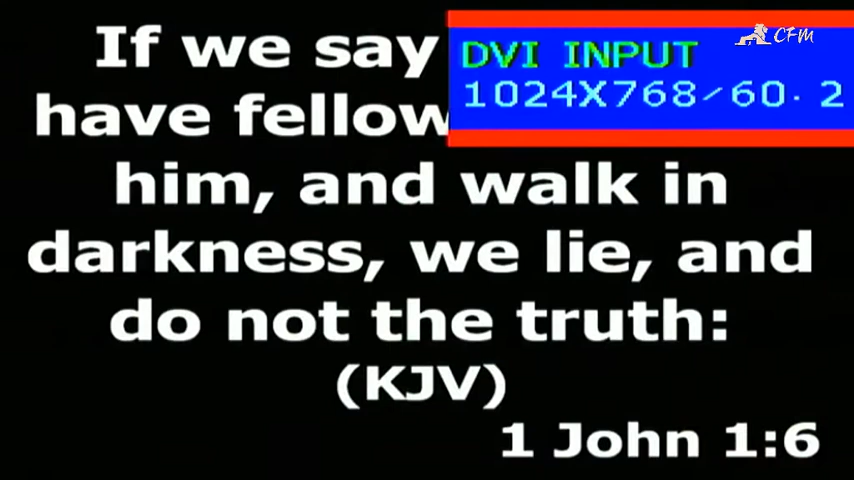 If we say
have fellow
him, and walk in
darkness, we lie, and
do not the truth:
(KJV)
1 John 1:6
DVI INPUT
1024X768/60.2
CFM